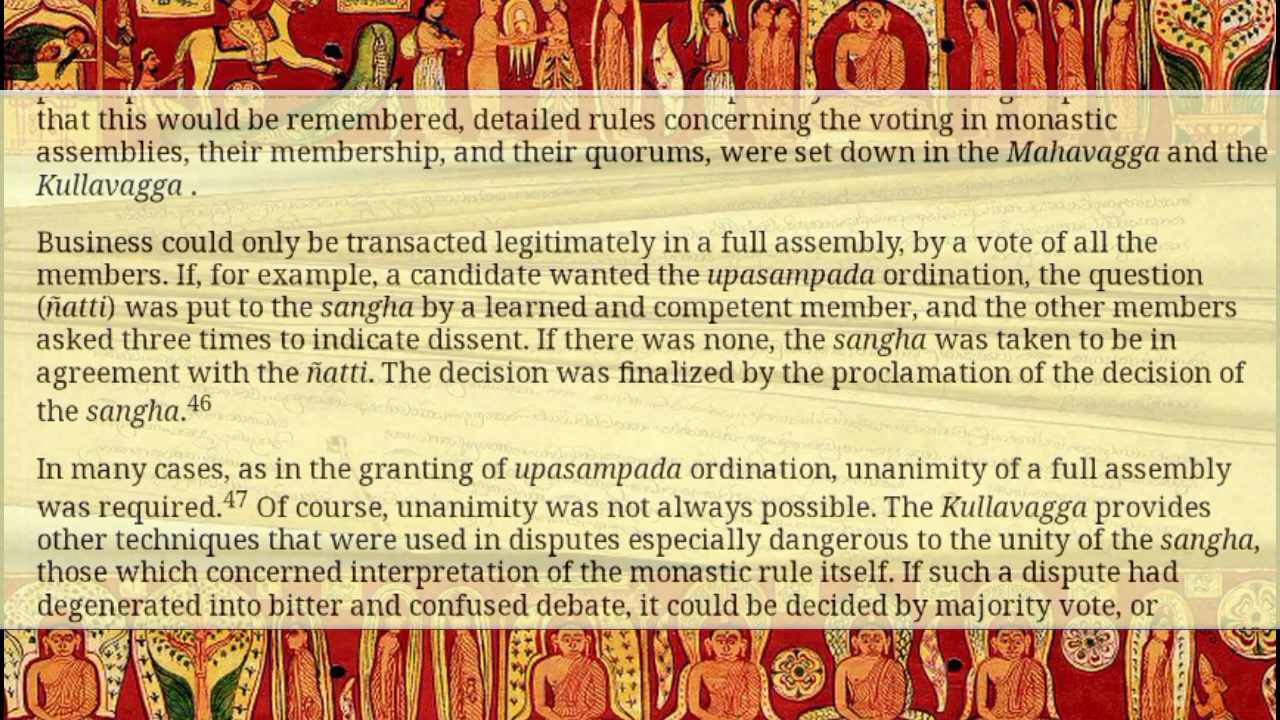 that this would be remembered, detailed rules concerning the voting in monastic
assemblies, their membership, and their quorums, were set down in the Mahavagga and the
Kullavagga .
Business could only be transacted legitimately in a full assembly, by a vote of all the
members. If, for example, a candidate wanted the upasampada ordination, the question
(ñatti) was put to the sangha by a learned and competent member, and the other members
asked three times to indicate dissent. If there was none, the sangha was taken to be in
agreement with the ñatti. The decision was finalized by the proclamation of the decision of
the sangha.46
In many cases, as in the granting of upasampada ordination, unanimity of a full assembly
was required.47 Of course, unanimity was not always possible. The Kullavagga provides
other techniques that were used in disputes especially dangerous to the unity of the sangha,
those which concerned interpretation of the monastic rule itself. If such a dispute had
degenerated into bitter and confused debate, it could be decided by majority vote, or